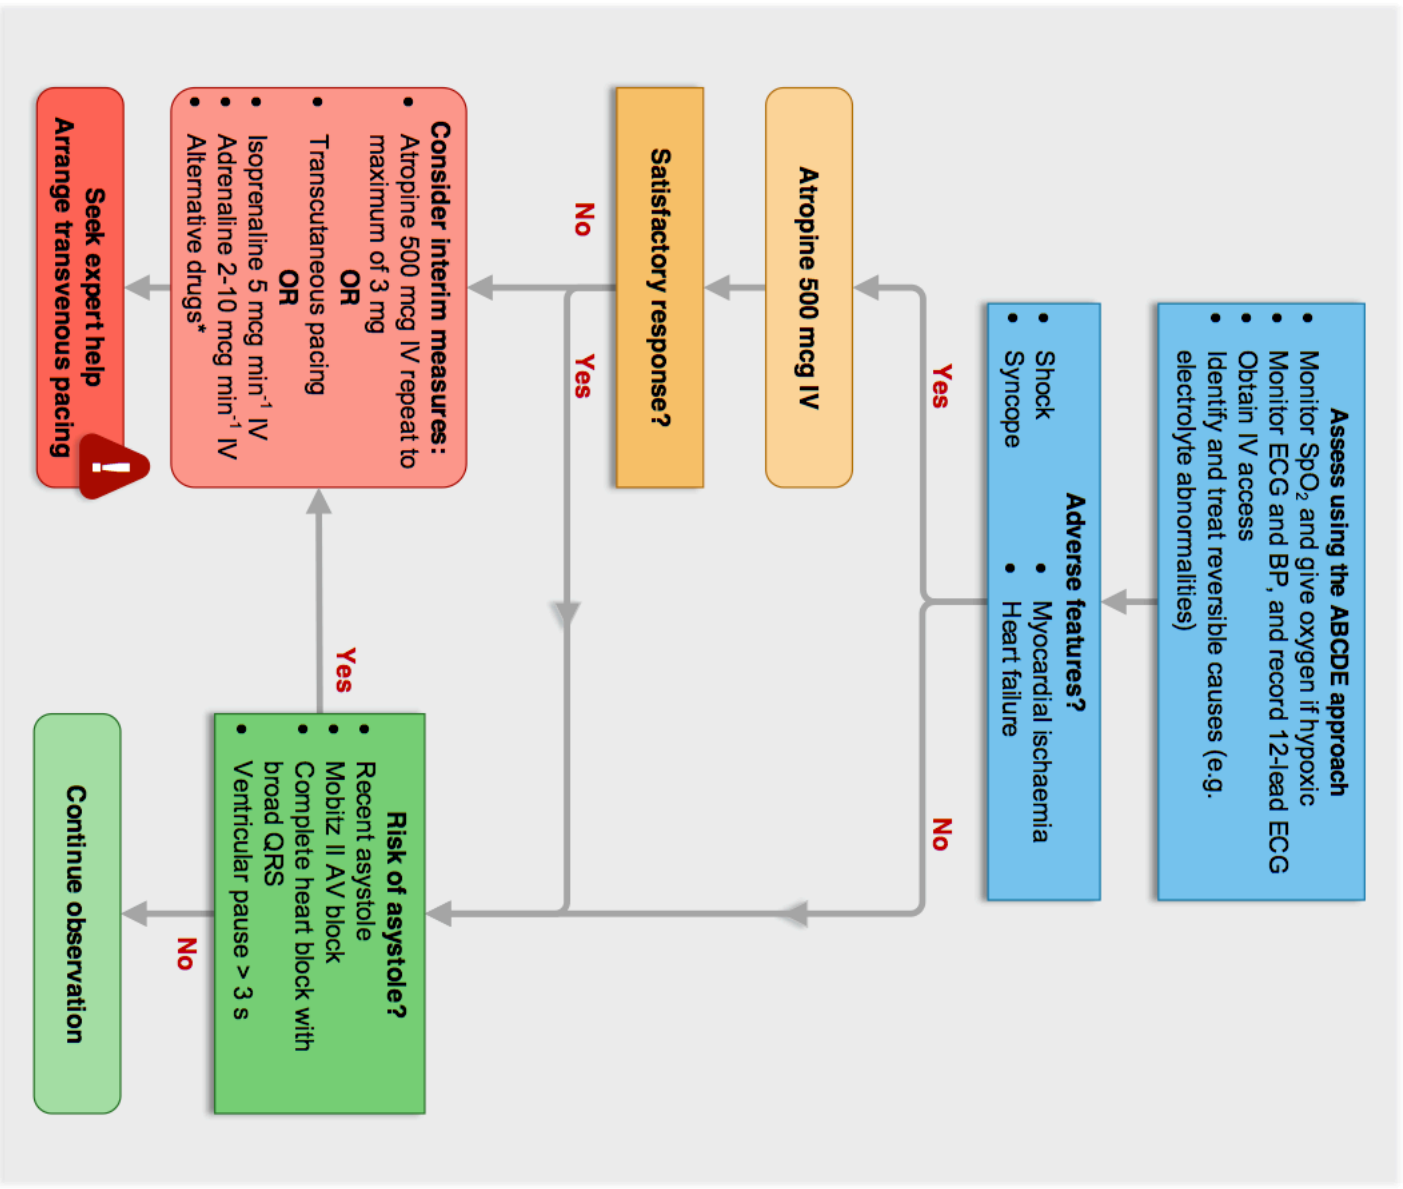 Assess using the ABCDE approach
• Monitor SpO₂ and give oxygen if hypoxic
• Monitor ECG and BP, and record 12-lead ECG
• Obtain IV access
• Identify and treat reversible causes (e.g.
electrolyte abnormalities)
Adverse features?
• Shock
• Syncope
• Myocardial ischaemia
• Heart failure
Yes
No
Atropine 500 mcg IV
Satisfactory response?
No
Yes
Consider interim measures:
• Atropine 500 mcg IV repeat to
maximum of 3 mg
OR
• Transcutaneous pacing
OR
• Isoprenaline 5 mcg min⁻¹ IV
• Adrenaline 2-10 mcg min⁻¹ IV
• Alternative drugs*
Yes
Risk of asystole?
• Recent asystole
• Mobitz II AV block
• Complete heart block with
broad QRS
• Ventricular pause > 3 s
No
Seek expert help
Arrange transvenous pacing
!
Continue observation